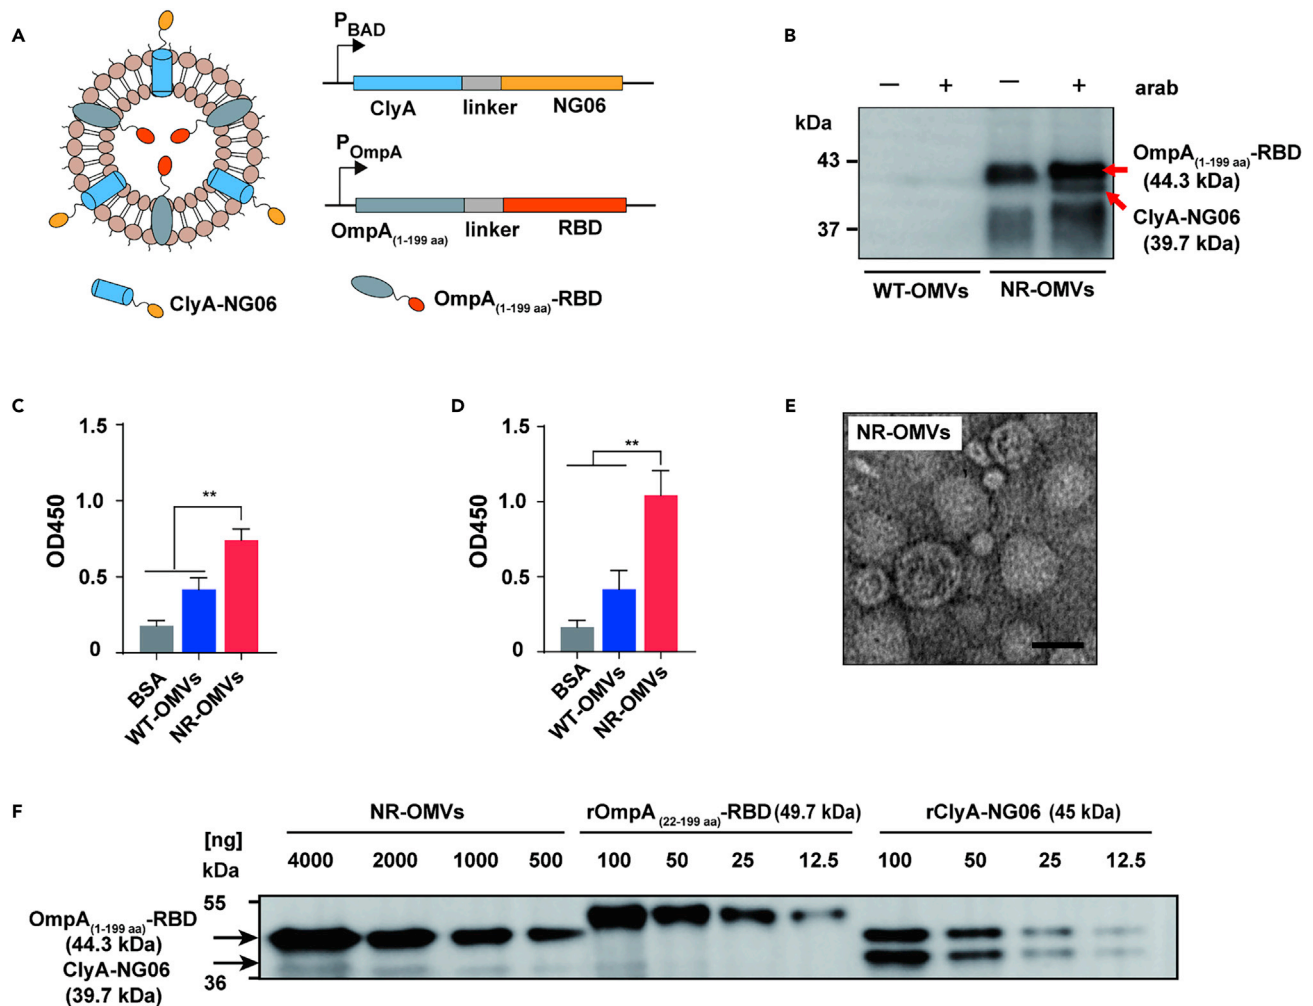 A
P BAD
ClyA linker NG06
P OmpA
OmpA (1-199 aa) linker RBD
ClyA-NG06
OmpA (1-199 aa)-RBD
B
— + — + arab
kDa
43
37
OmpA (1-199 aa)-RBD
(44.3 kDa)
ClyA-NG06
(39.7 kDa)
WT-OMVs NR-OMVs
C
OD450
1.5
1.0
0.5
0
**
BSA
WT-OMVs
NR-OMVs
D
OD450
1.5
1.0
0.5
0
**
BSA
WT-OMVs
NR-OMVs
E
NR-OMVs
F
NR-OMVs rOmpA (22-199 aa)-RBD (49.7 kDa) rClyA-NG06 (45 kDa)
[ng] 4000 2000 1000 500 100 50 25 12.5 100 50 25 12.5
kDa
55
36
OmpA (1-199 aa)-RBD
(44.3 kDa)
ClyA-NG06
(39.7 kDa)